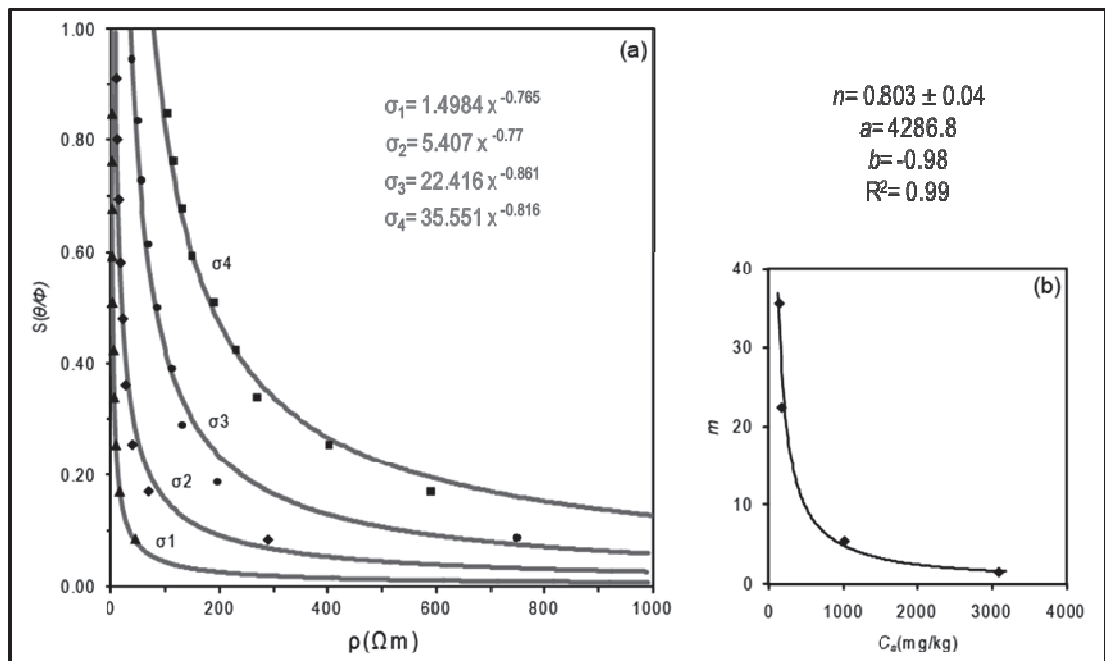 (a)
1.00
0.80
0.60
0.40
0.20
0.00
S(θ/Φ)
σ₁= 1.4984 x^-0.765
σ₂= 5.407 x^-0.77
σ₃= 22.416 x^-0.861
σ₄= 35.551 x^-0.816
σ4
σ3
σ2
σ1
0 200 400 600 800 1000
ρ(Ωm)
n= 0.803 ± 0.04
a= 4286.8
b= -0.98
R²= 0.99
(b)
40
30
20
10
0
m
0 1000 2000 3000 4000
Cₑ(mg/kg)